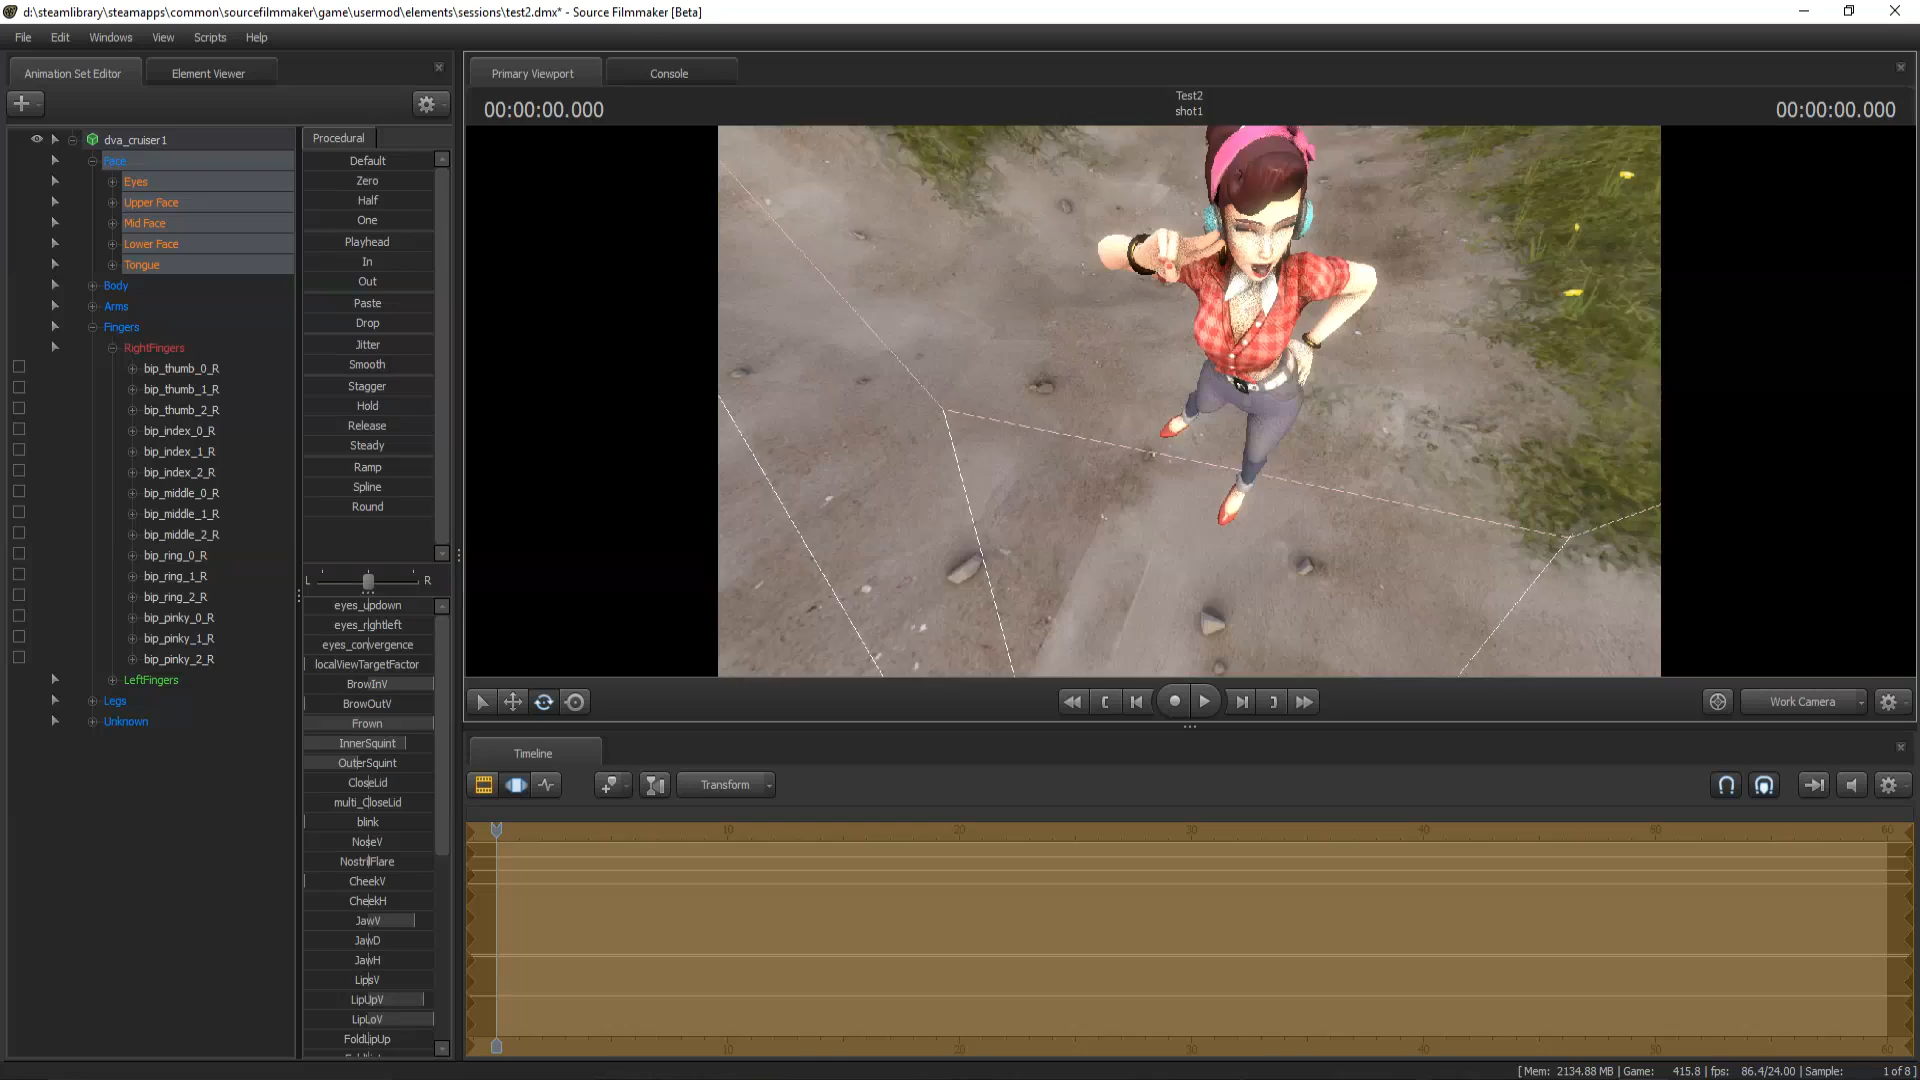 d:\steamlibrary\steamapps\common\sourcefilmmaker\game\usermod\elements\sessions\test2.dmx* - Source Filmmaker [Beta]
File Edit Windows View Scripts Help
Animation Set Editor Element Viewer
dva_cruiser1
Face
Eyes
Upper Face
Mid Face
Lower Face
Tongue
Body
Arms
Fingers
RightFingers
bip_thumb_0_R
bip_thumb_1_R
bip_thumb_2_R
bip_index_0_R
bip_index_1_R
bip_index_2_R
bip_middle_0_R
bip_middle_1_R
bip_middle_2_R
bip_ring_0_R
bip_ring_1_R
bip_ring_2_R
bip_pinky_0_R
bip_pinky_1_R
bip_pinky_2_R
LeftFingers
Legs
Unknown
Procedural
Default
Zero
Half
One
Playhead
In
Out
Paste
Drop
Jitter
Smooth
Stagger
Hold
Release
Steady
Ramp
Spline
Round
L R
eyes_updown
eyes_rightleft
eyes_convergence
localViewTargetFactor
BrowInV
BrowOutV
Frown
InnerSquint
OuterSquint
CloseLid
multi_CloseLid
blink
NoseV
NostrilFlare
CheekV
CheekH
JawV
JawD
JawH
LipsV
LipUpV
LipLoV
FoldLipUp
Primary Viewport Console
00:00:00.000
Test2
shot1
00:00:00.000
Work Camera
Timeline
Transform
10 20 30 40 50 60
10 20 30 40 50 60
[ Mem: 2134.88 MB | Game: 415.8 | fps: 86.4/24.00 | Sample: 1 of 8 ]